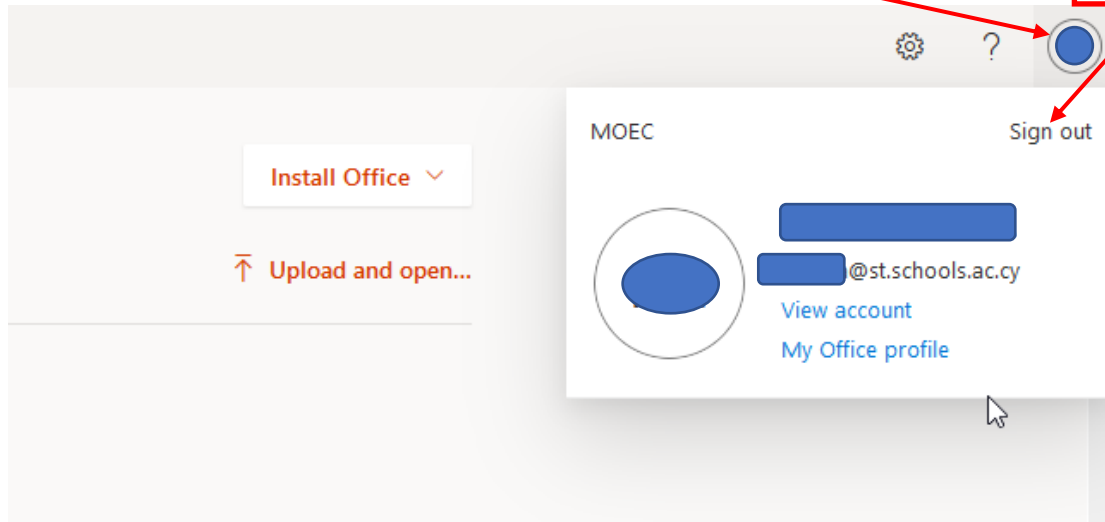 ?
MOEC
Sign out
Install Office
Upload and open...
@st.schools.ac.cy
View account
My Office profile